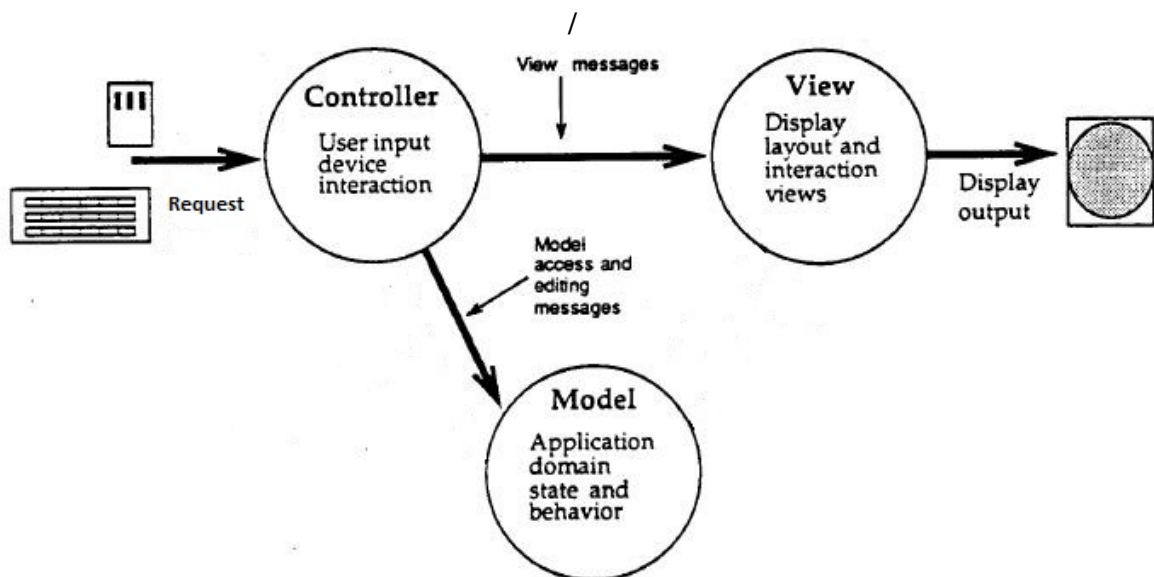 /
View messages
Controller
User input
device
interaction
View
Display
layout and
interaction
views
Request
Display
output
Model
access and
editing
messages
Model
Application
domain
state and
behavior